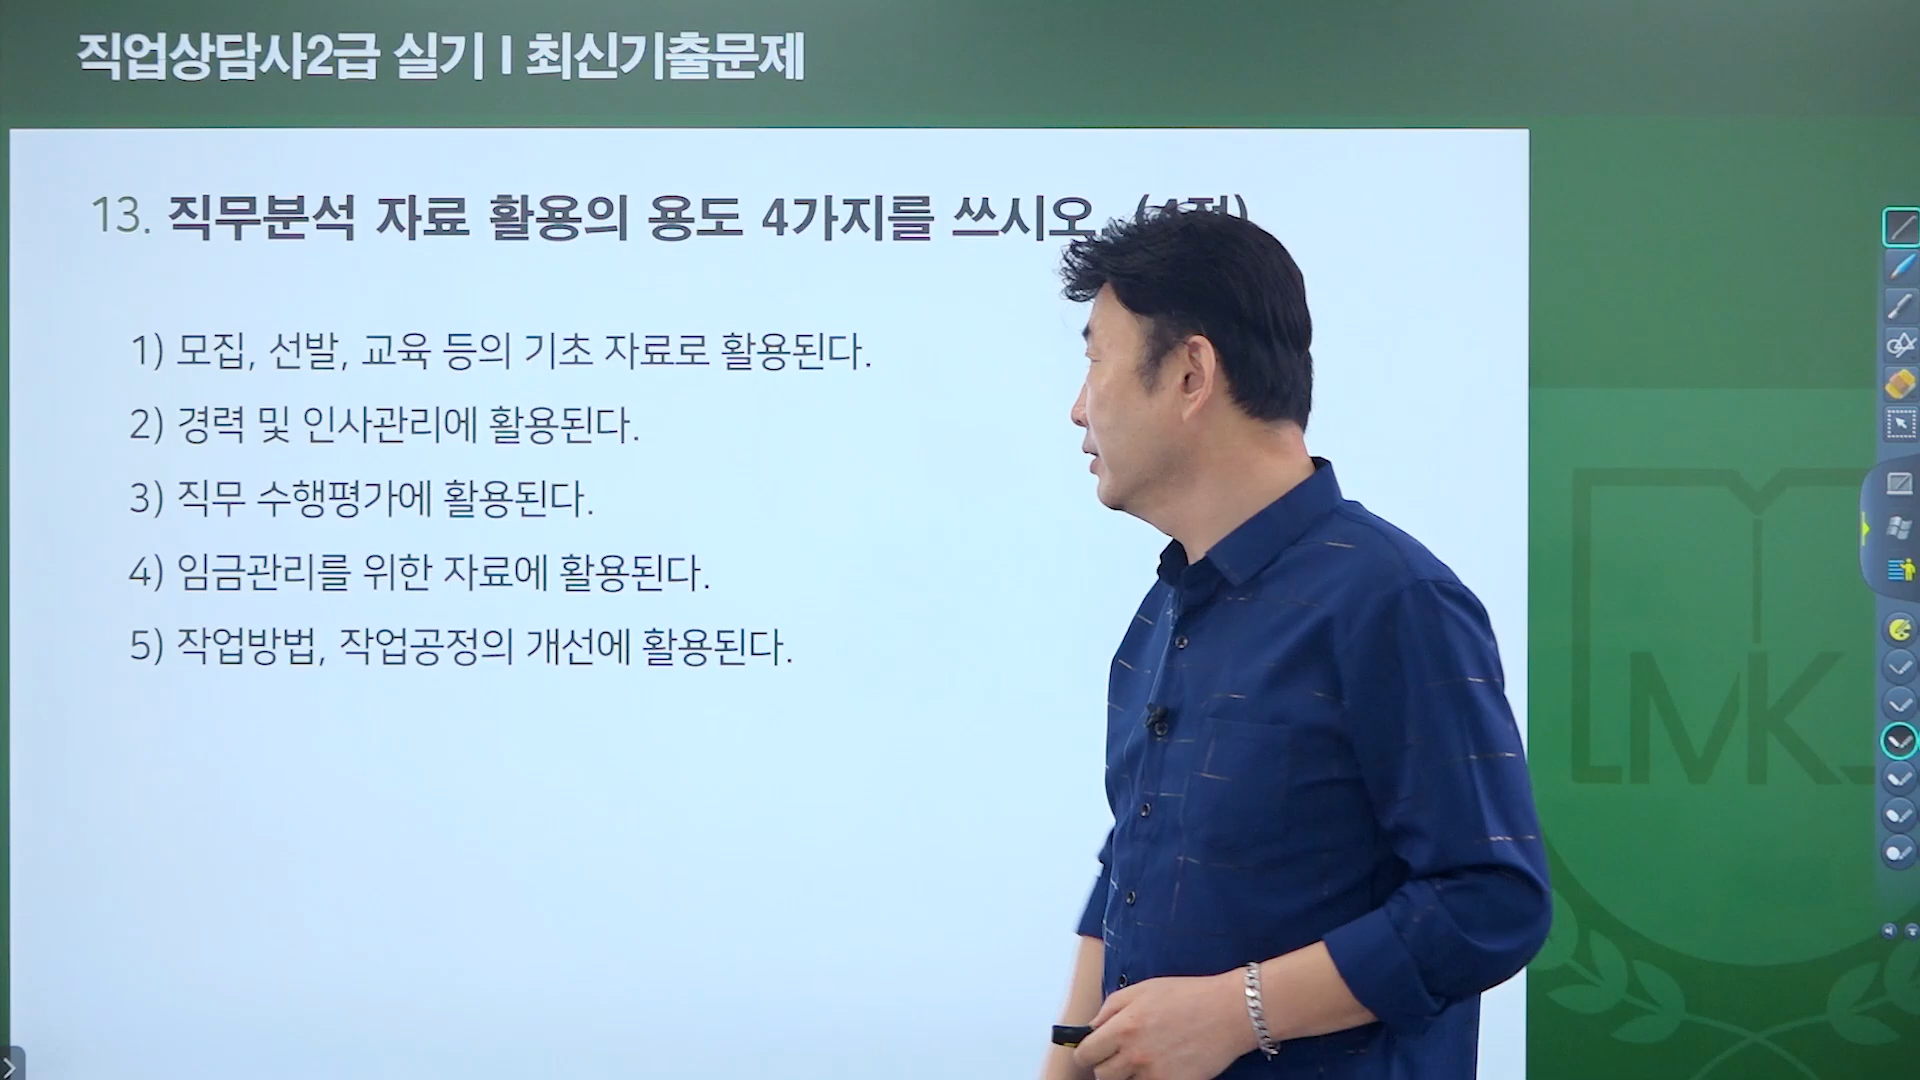 직업상담사2급 실기 I 최신기출문제
13. 직무분석 자료 활용의 용도 4가지를 쓰시오. (4점)
1) 모집, 선발, 교육 등의 기초 자료로 활용된다.
2) 경력 및 인사관리에 활용된다.
3) 직무 수행평가에 활용된다.
4) 임금관리를 위한 자료에 활용된다.
5) 작업방법, 작업공정의 개선에 활용된다.
MK